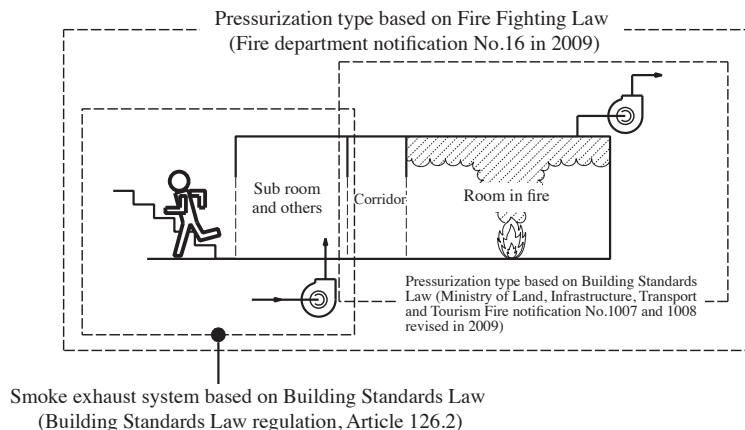 Pressurization type based on Fire Fighting Law
(Fire department notification No.16 in 2009)
Sub room
and others
Corridor
Room in fire
Pressurization type based on Building Standards
Law (Ministry of Land, Infrastructure, Transport
and Tourism Fire notification No.1007 and 1008
revised in 2009)
Smoke exhaust system based on Building Standards Law
(Building Standards Law regulation, Article 126.2)